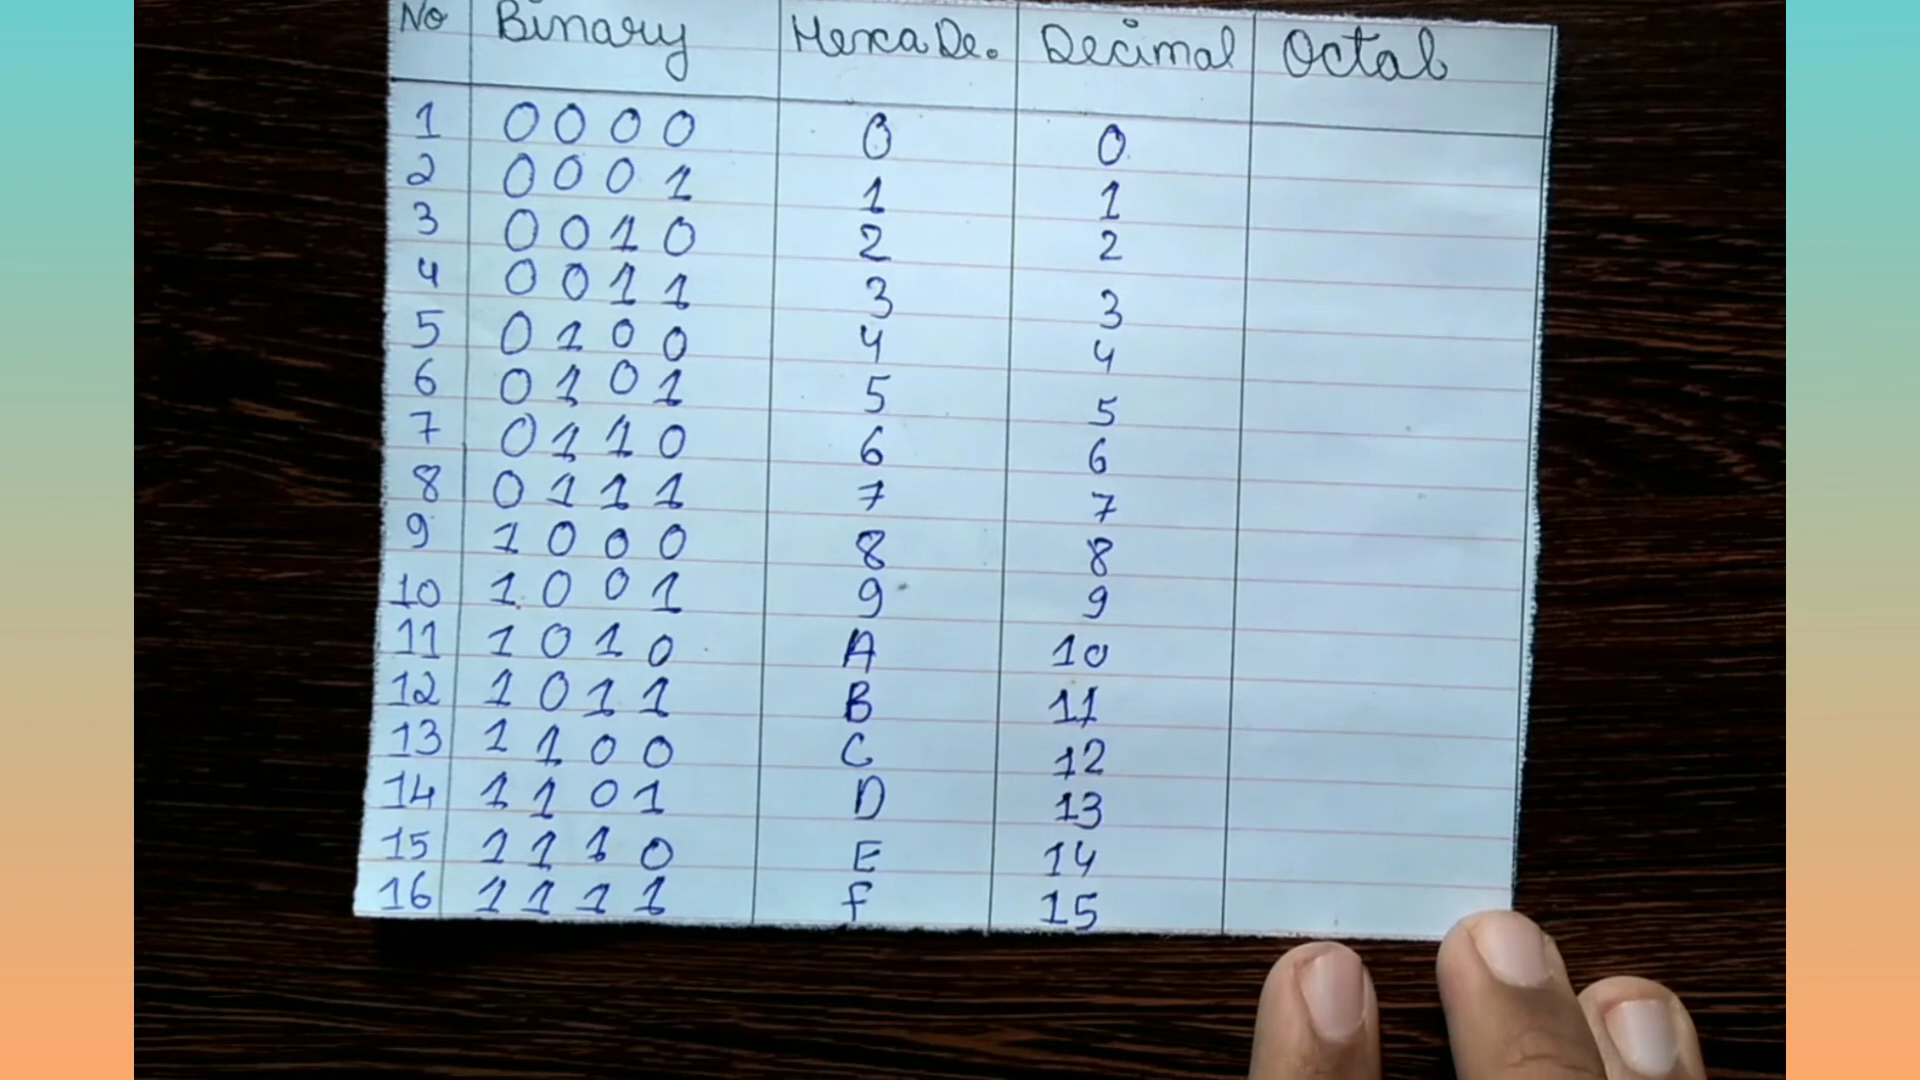 No Binary HexaDe. Decimal Octal
1 0 0 0 0 0 0
2 0 0 0 1 1 1
3 0 0 1 0 2 2
4 0 0 1 1 3 3
5 0 1 0 0 4 4
6 0 1 0 1 5 5
7 0 1 1 0 6 6
8 0 1 1 1 7 7
9 1 0 0 0 8 8
10 1 0 0 1 9 9
11 1 0 1 0 A 10
12 1 0 1 1 B 11
13 1 1 0 0 C 12
14 1 1 0 1 D 13
15 1 1 1 0 E 14
16 1 1 1 1 F 15